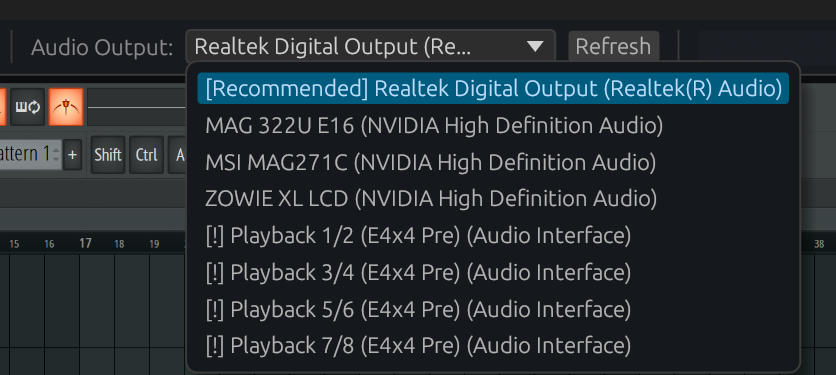 Audio Output: Realtek Digital Output (Re... Refresh
[Recommended] Realtek Digital Output (Realtek(R) Audio)
MAG 322U E16 (NVIDIA High Definition Audio)
MSI MAG271C (NVIDIA High Definition Audio)
ZOWIE XL LCD (NVIDIA High Definition Audio)
[!] Playback 1/2 (E4x4 Pre) (Audio Interface)
[!] Playback 3/4 (E4x4 Pre) (Audio Interface)
[!] Playback 5/6 (E4x4 Pre) (Audio Interface)
[!] Playback 7/8 (E4x4 Pre) (Audio Interface)
attern 1 + Shift Ctrl A
15 16 17 18 19 38